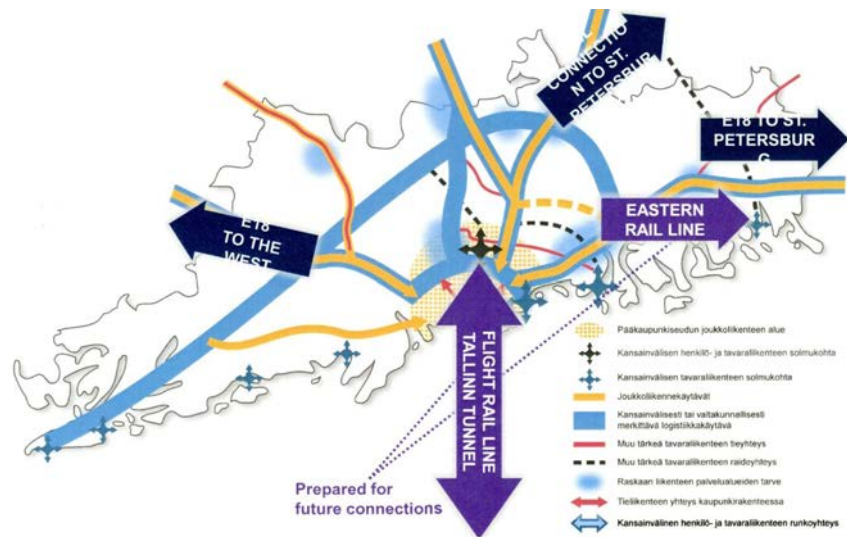 CONNECTIO
N TO ST.
PETERSBUR
E18 TO ST.
PETERSBUR
G
E18
TO THE
WEST
EASTERN
RAIL LINE
FLIGHT RAIL LINE
TALLINN TUNNEL
Prepared for
future connections
Pääkaupunkiseudun joukkoliikenteen alue
Kansainvälisen henkilö- ja tavaraliikenteen solmukohta
Kansainvälisen tavaraliikenteen solmukohta
Joukkoliikennekäytävät
Kansainvälisesti tai valtakunnallisesti
merkittävä logistiikkakäytävä
Muu tärkeä tavaraliikenteen tieyhteys
Muu tärkeä tavaraliikenteen raideyhteys
Raskaan liikenteen palvelualueiden tarve
Tieliikenteen yhteys kaupunkirakenteessa
Kansainvälinen henkilö- ja tavaraliikenteen runkoyhteys